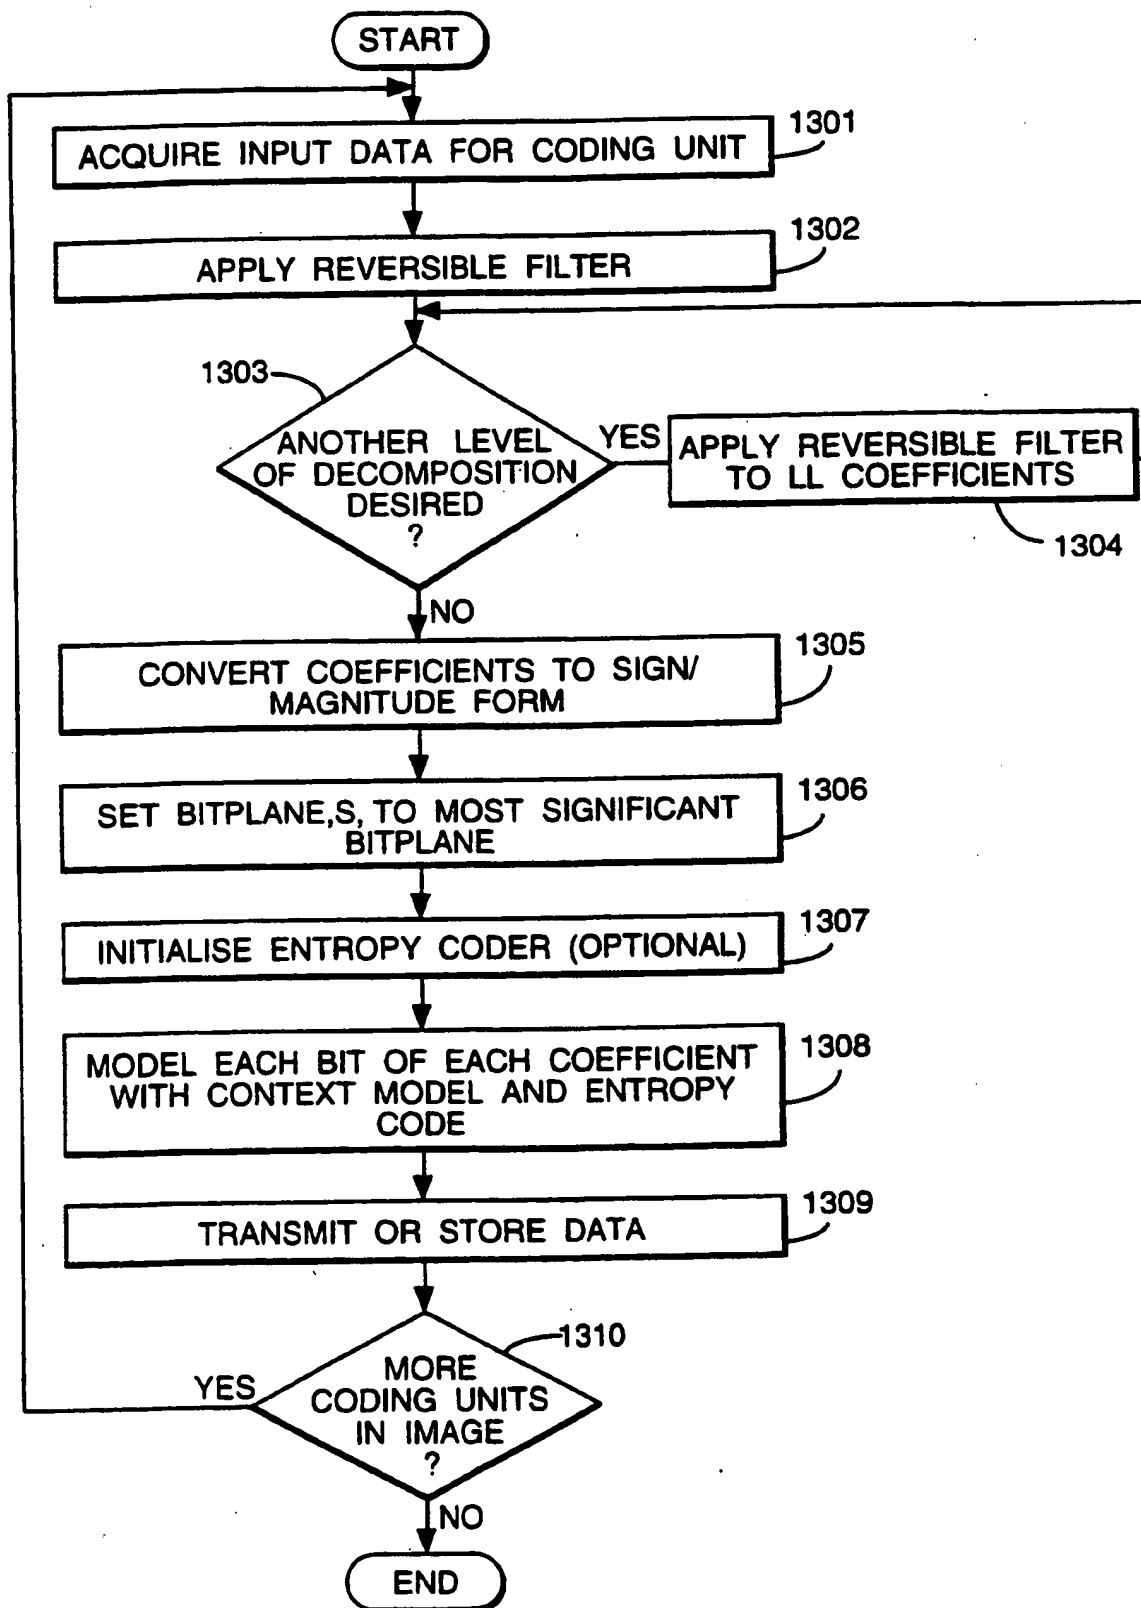 START
1301
ACQUIRE INPUT DATA FOR CODING UNIT
1302
APPLY REVERSIBLE FILTER
1303
ANOTHER LEVEL
OF DECOMPOSITION
DESIRED
?
YES
APPLY REVERSIBLE FILTER
TO LL COEFFICIENTS
1304
NO
1305
CONVERT COEFFICIENTS TO SIGN/
MAGNITUDE FORM
1306
SET BITPLANE,S, TO MOST SIGNIFICANT
BITPLANE
1307
INITIALISE ENTROPY CODER (OPTIONAL)
1308
MODEL EACH BIT OF EACH COEFFICIENT
WITH CONTEXT MODEL AND ENTROPY
CODE
1309
TRANSMIT OR STORE DATA
1310
YES
MORE
CODING UNITS
IN IMAGE
?
NO
END